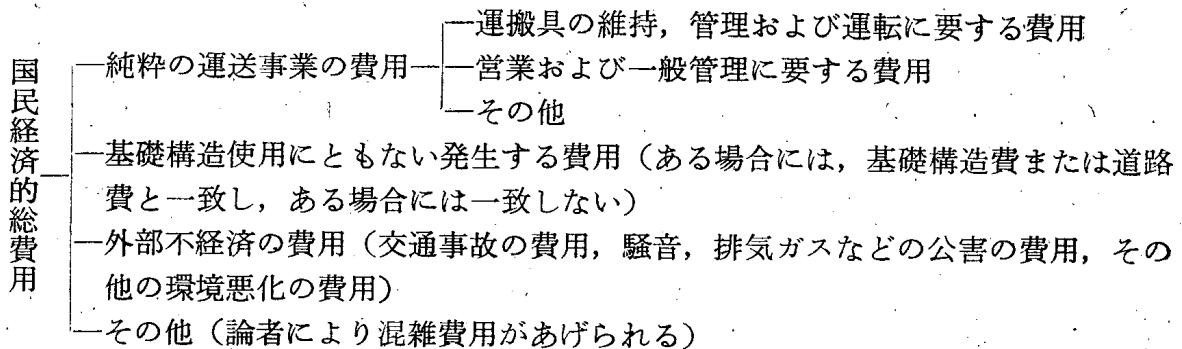 国民経済的総費用
純粋の運送事業の費用
運搬具の維持,管理および運転に要する費用
営業および一般管理に要する費用
その他
基礎構造使用にともない発生する費用(ある場合には,基礎構造費または道路
費と一致し,ある場合には一致しない)
外部不経済の費用(交通事故の費用,騒音,排気ガスなどの公害の費用,その
他の環境悪化の費用)
その他(論者により混雑費用があげられる)